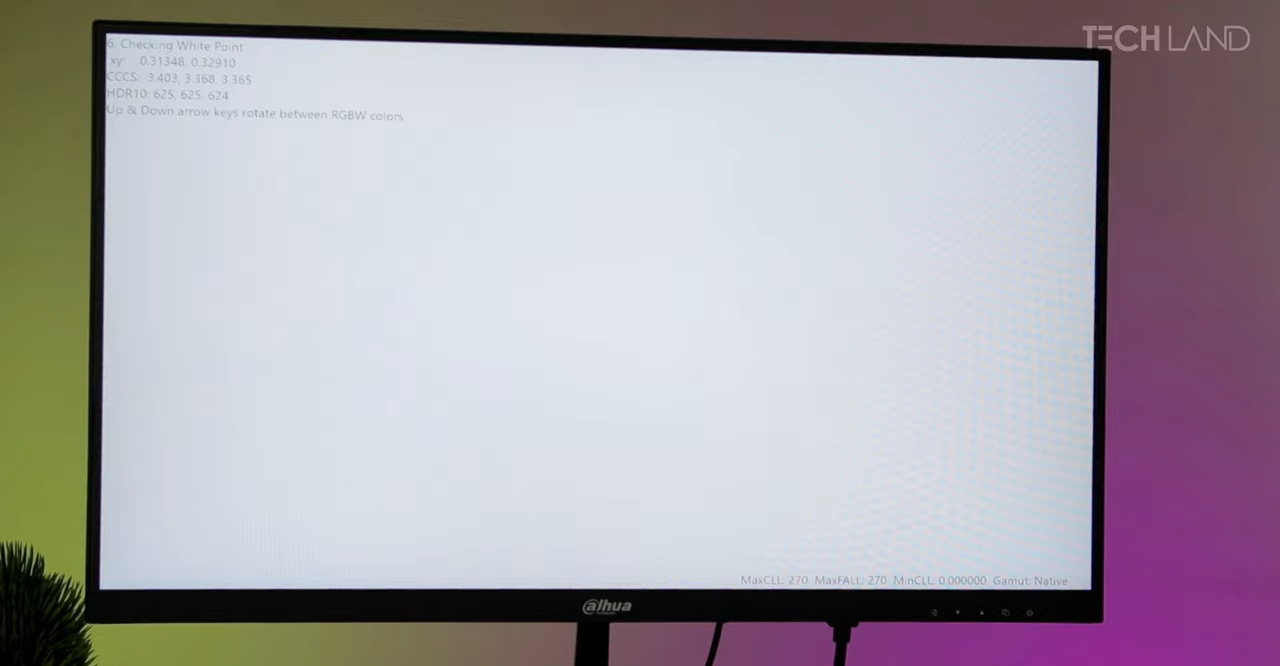 TECHLAND
6. Checking White Point
xy: 0.31348, 0.32910
CCCS: 3.403, 3.368, 3.365
HDR10: 625, 625, 624
Up & Down arrow keys rotate between RGBW colors
MaxCLL: 270 MaxFALL: 270 MinCLL: 0.000000 Gamut: Native
alhua